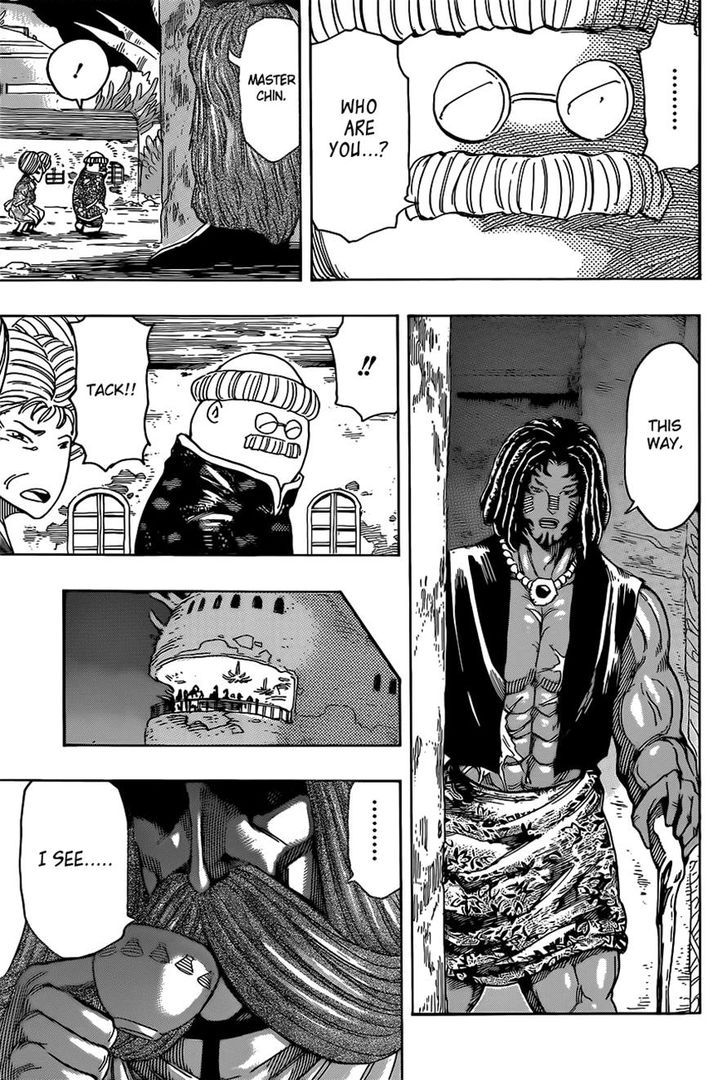 ........
WHO
ARE
YOU...?
MASTER
CHIN.
!
THIS
WAY.
!!
TACK!!
........
I SEE.....